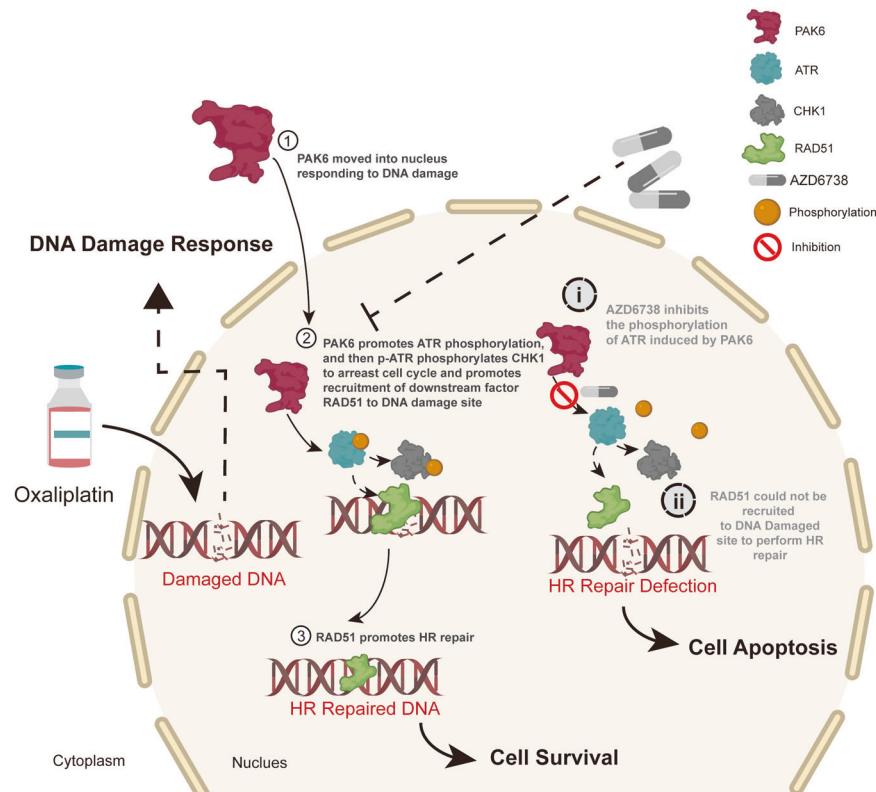 PAK6
ATR
CHK1
RAD51
AZD6738
Phosphorylation
Inhibition
1
PAK6 moved into nucleus
responding to DNA damage
DNA Damage Response
2
PAK6 promotes ATR phosphorylation,
and then p-ATR phosphorylates CHK1
to arreast cell cycle and promotes
recruitment of downstream factor
RAD51 to DNA damage site
i
AZD6738 inhibits
the phosphorylation
of ATR induced by PAK6
Oxaliplatin
Damaged DNA
ii
RAD51 could not be
recruited
to DNA Damaged
site to perform HR
repair
HR Repair Defection
Cell Apoptosis
3
RAD51 promotes HR repair
HR Repaired DNA
Cell Survival
Cytoplasm
Nuclues